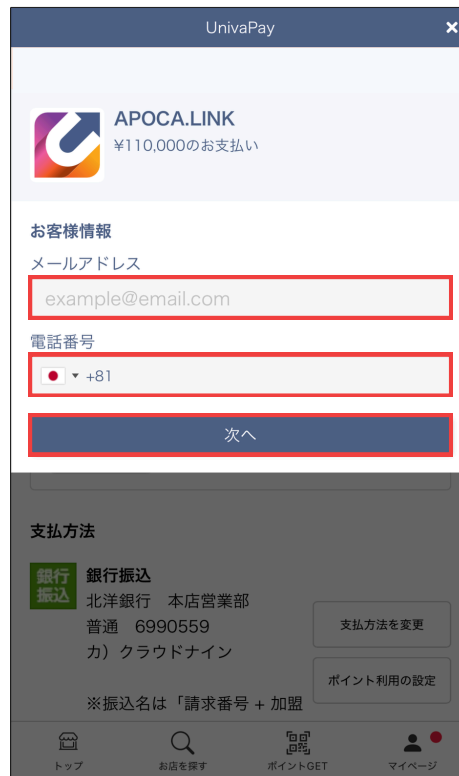 UnivaPay
×
APOCA.LINK
¥110,000のお支払い
お客様情報
メールアドレス
example@email.com
電話番号
+81
次へ
支払方法
銀行
振込
銀行振込
北洋銀行　本店営業部
普通　6990559
カ）クラウドナイン
支払方法を変更
ポイント利用の設定
※振込名は「請求番号 + 加盟
トップ
お店を探す
ポイントGET
マイページ